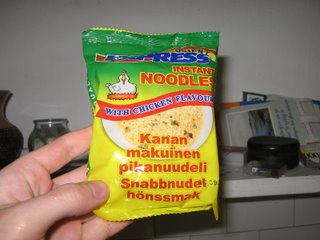 INSTANT
NOODLES
WITH CHICKEN FLAVOUR
Kanan
makuinen
pikanuudeli
Snabbnudel
hönssmak